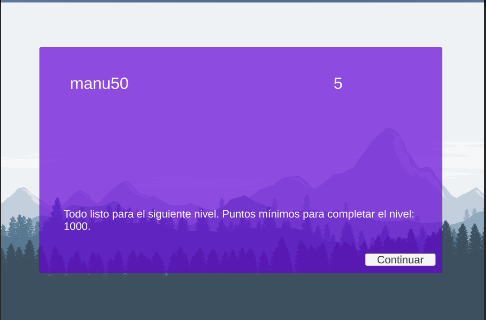 manu50 5
Todo listo para el siguiente nivel. Puntos mínimos para completar el nivel:
1000.
Continuar